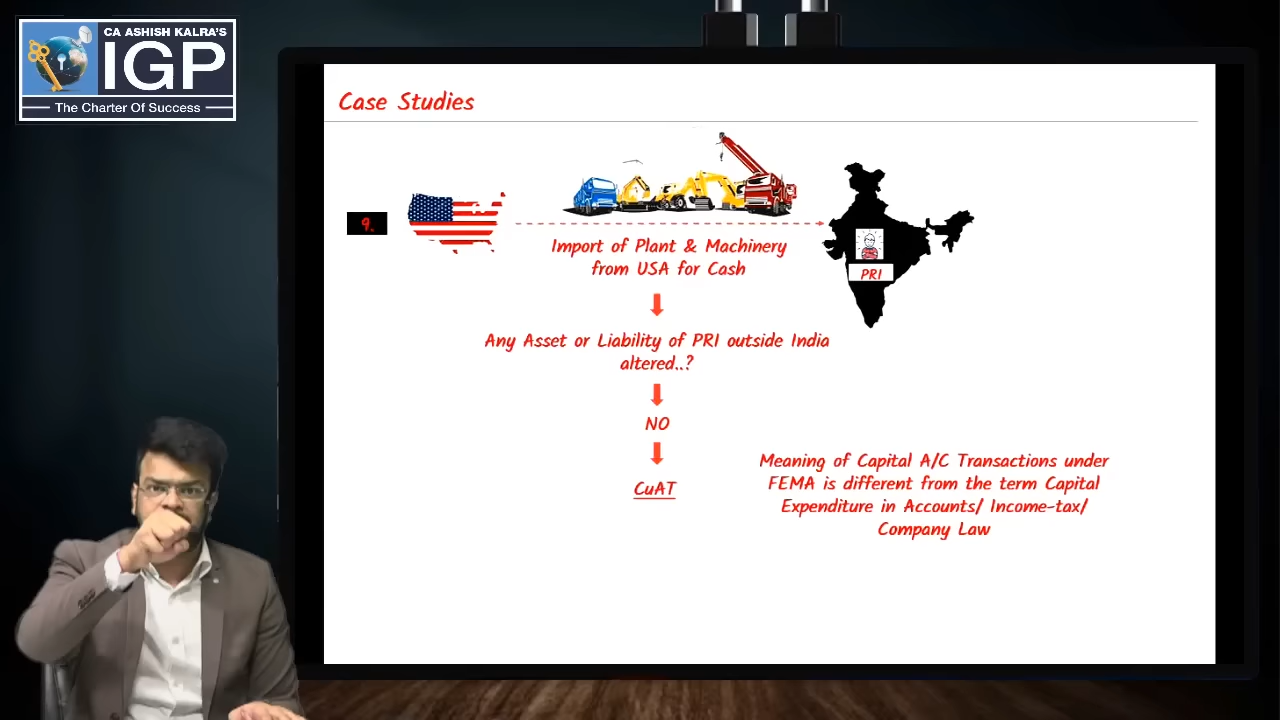 CA ASHISH KALRA'S
IGP
The Charter Of Success
Case Studies
9.
Import of Plant & Machinery
from USA for Cash
PRI
Any Asset or Liability of PRI outside India
altered..?
NO
CuAT
Meaning of Capital A/C Transactions under
FEMA is different from the term Capital
Expenditure in Accounts/ Income-tax/
Company Law